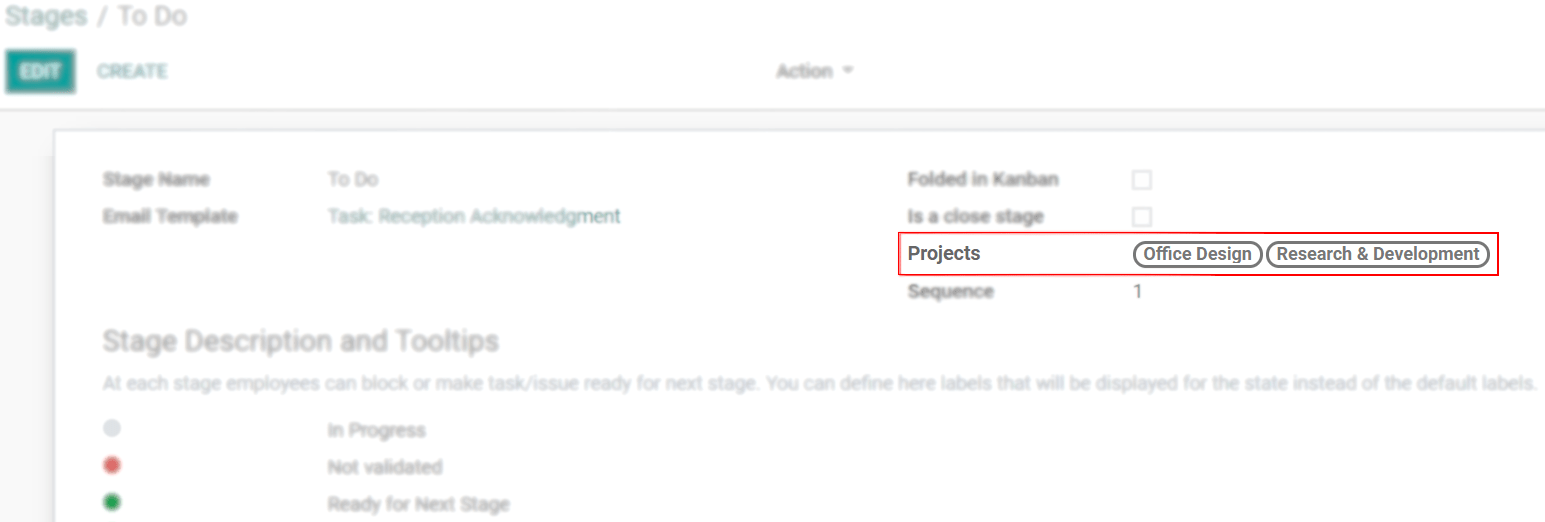 Stages / To Do
EDIT CREATE Action
Stage Name To Do Folded in Kanban
Email Template Task: Reception Acknowledgment Is a close stage
Projects Office Design Research & Development
Sequence 1
Stage Description and Tooltips
At each stage employees can block or make task/issue ready for next stage. You can define here labels that will be displayed for the state instead of the default labels.
In Progress
Not validated
Ready for Next Stage